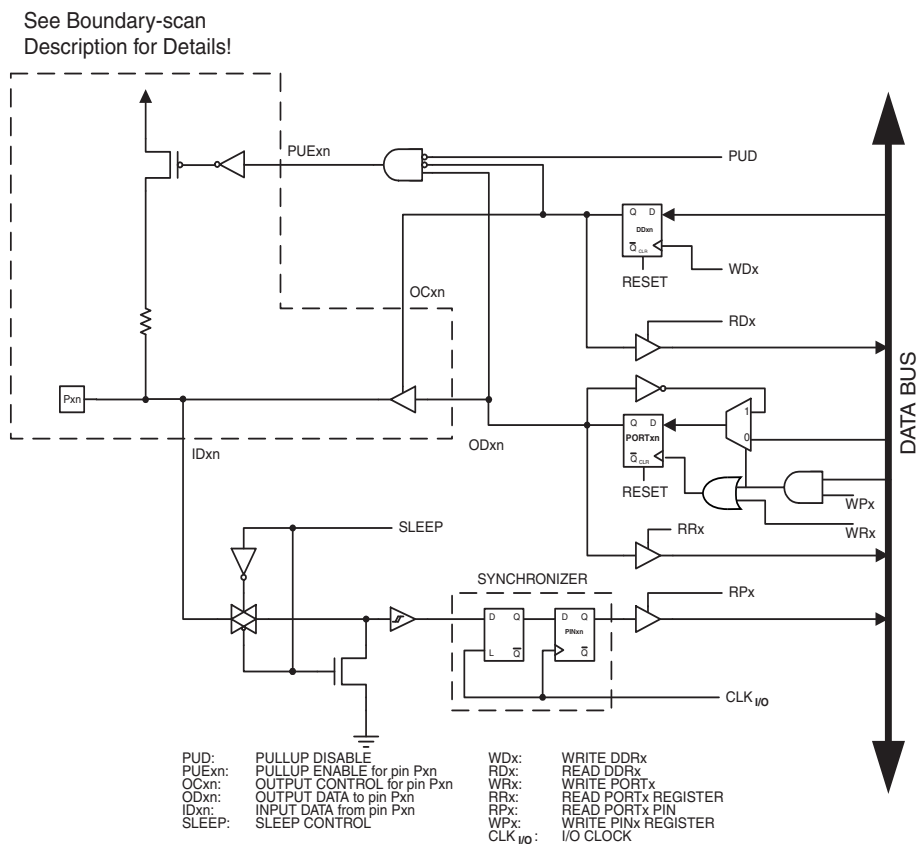 See Boundary-scan
Description for Details!
PUExn
PUD
Q D
DDxn
Q CLR
WDx
RESET
OCxn
RDx
Pxn
1
Q D
PORTxn
0
ODxn
IDxn
Q CLR
RESET
WPx
WRx
RRx
SLEEP
SYNCHRONIZER
RPx
D Q
D Q
PINxn
L Q
Q
CLK I/O
DATA BUS
PUD: PULLUP DISABLE
PUExn: PULLUP ENABLE for pin Pxn
OCxn: OUTPUT CONTROL for pin Pxn
ODxn: OUTPUT DATA to pin Pxn
IDxn: INPUT DATA from pin Pxn
SLEEP: SLEEP CONTROL
WDx: WRITE DDRx
RDx: READ DDRx
WRx: WRITE PORTx
RRx: READ PORTx REGISTER
RPx: READ PORTx PIN
WPx: WRITE PINx REGISTER
CLK I/O: I/O CLOCK